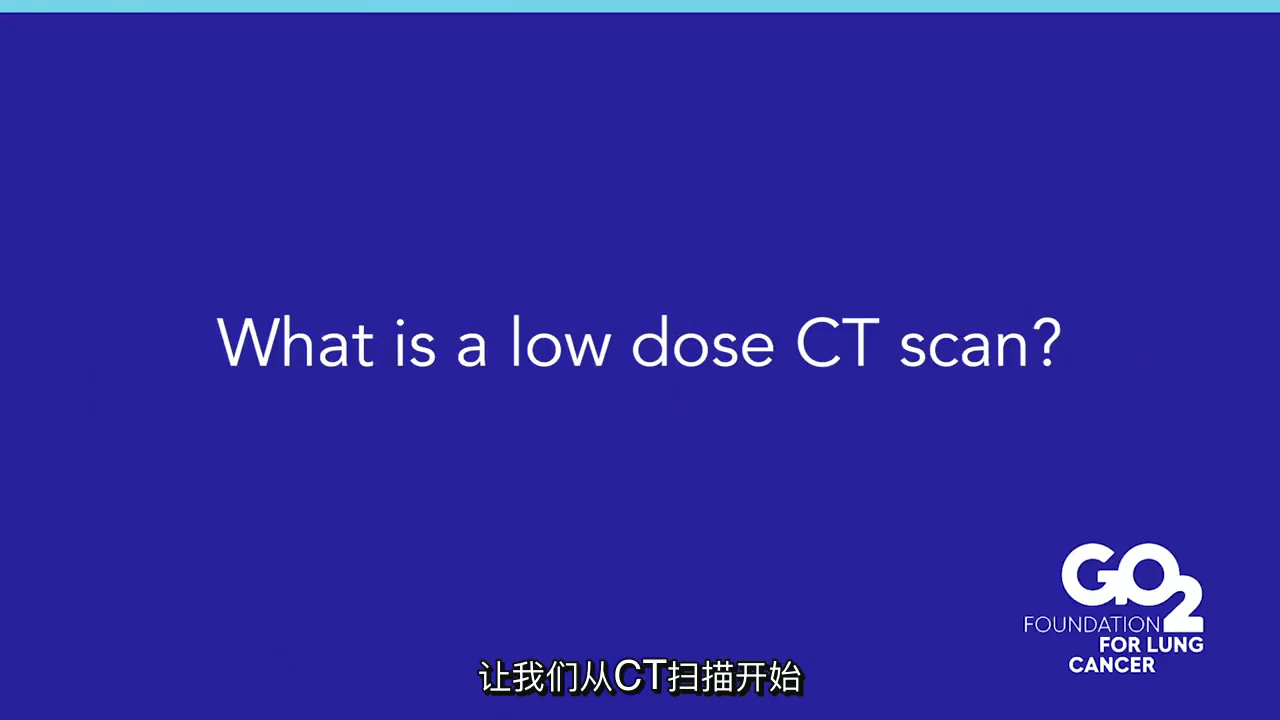 What is a low dose CT scan?
GO2
FOUNDATION
FOR LUNG
CANCER
让我们从CT扫描开始